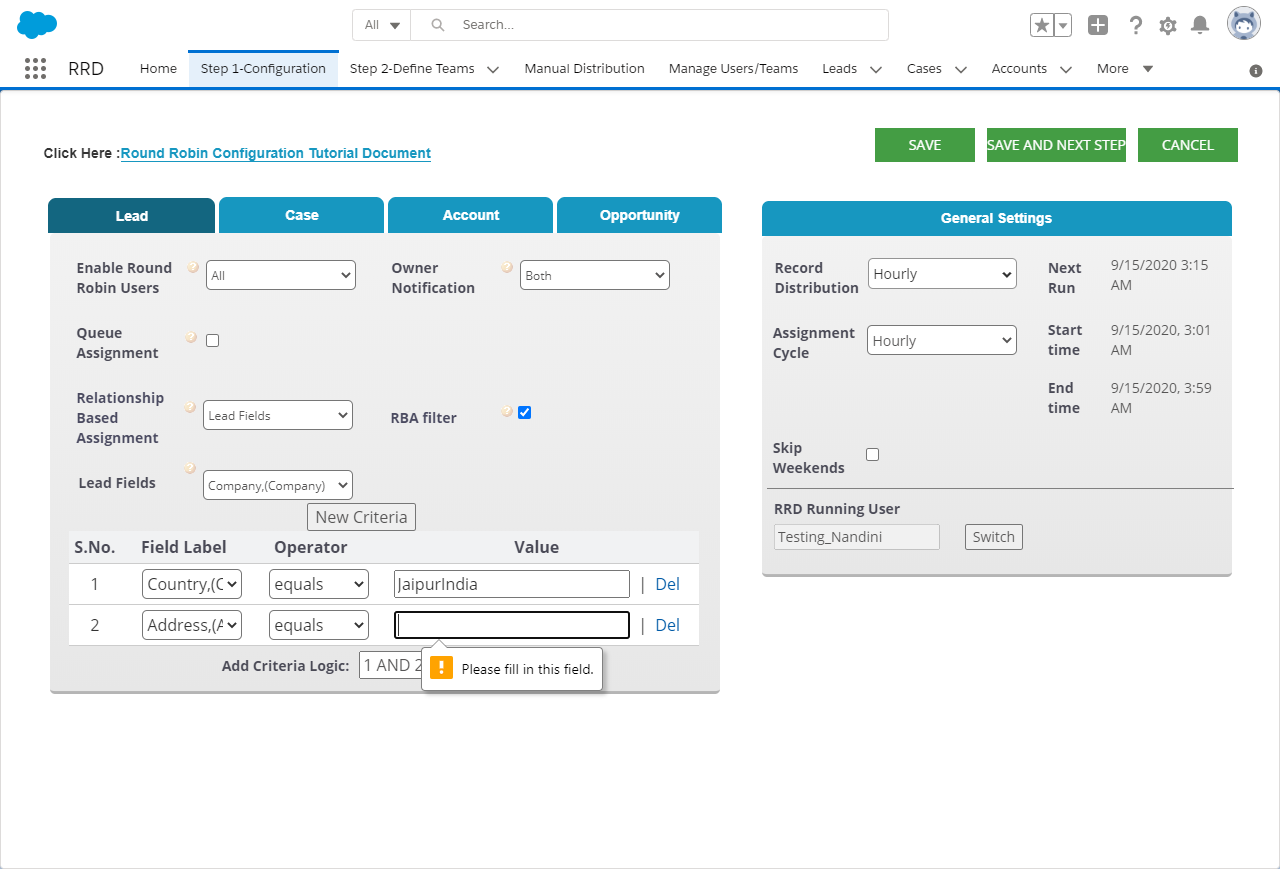 All
Search...
RRD
Home
Step 1-Configuration
Step 2-Define Teams
Manual Distribution
Manage Users/Teams
Leads
Cases
Accounts
More
Click Here :Round Robin Configuration Tutorial Document
SAVE
SAVE AND NEXT STEP
CANCEL
Lead
Case
Account
Opportunity
Enable Round
Robin Users
All
Owner
Notification
Both
Queue
Assignment
Relationship
Based
Assignment
Lead Fields
RBA filter
Lead Fields
Company,(Company)
New Criteria
S.No. Field Label Operator Value
1 Country,(C equals JaipurIndia | Del
2 Address,(A equals | Del
Add Criteria Logic: 1 AND 2
! Please fill in this field.
General Settings
Record
Distribution
Hourly
Next
Run
9/15/2020 3:15
AM
Assignment
Cycle
Hourly
Start
time
9/15/2020, 3:01
AM
End
time
9/15/2020, 3:59
AM
Skip
Weekends
RRD Running User
Testing_Nandini
Switch